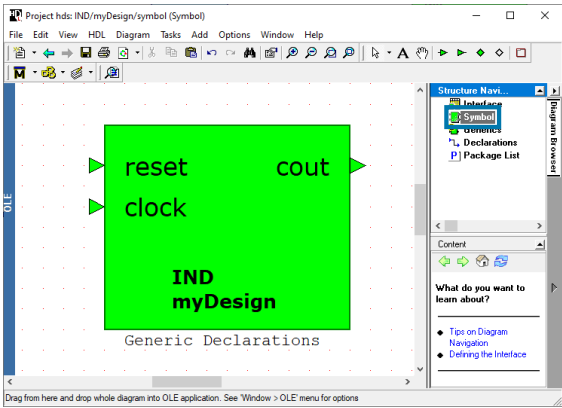 Project hds: IND/myDesign/symbol (Symbol)
File Edit View HDL Diagram Tasks Add Options Window Help
A
M
Structure Navi...
Interface
Symbol
Generics
Declarations
P Package List
Diagram Browser
OLE
reset cout
clock
IND
myDesign
Generic Declarations
Content
What do you want to
learn about?
Tips on Diagram
Navigation
Defining the Interface
Drag from here and drop whole diagram into OLE application. See 'Window > OLE' menu for options